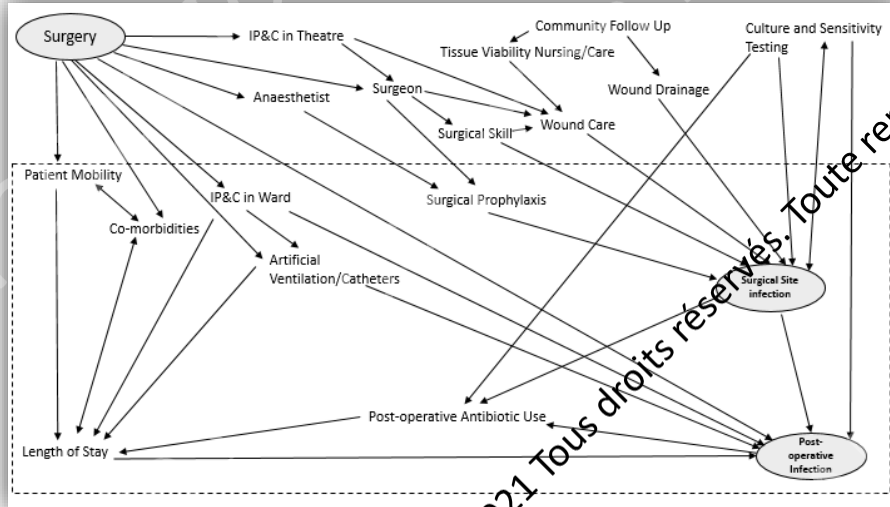 Surgery
IP&C in Theatre
Community Follow Up
Culture and Sensitivity
Testing
Tissue Viability Nursing/Care
Anaesthetist
Surgeon
Wound Drainage
Surgical Skill
Wound Care
Patient Mobility
IP&C in Ward
Surgical Prophylaxis
Co-morbidities
Artificial
Ventilation/Catheters
Surgical Site
infection
Post-operative Antibiotic Use
Length of Stay
Post-
operative
Infection
2021 Tous droits réservés. Toute